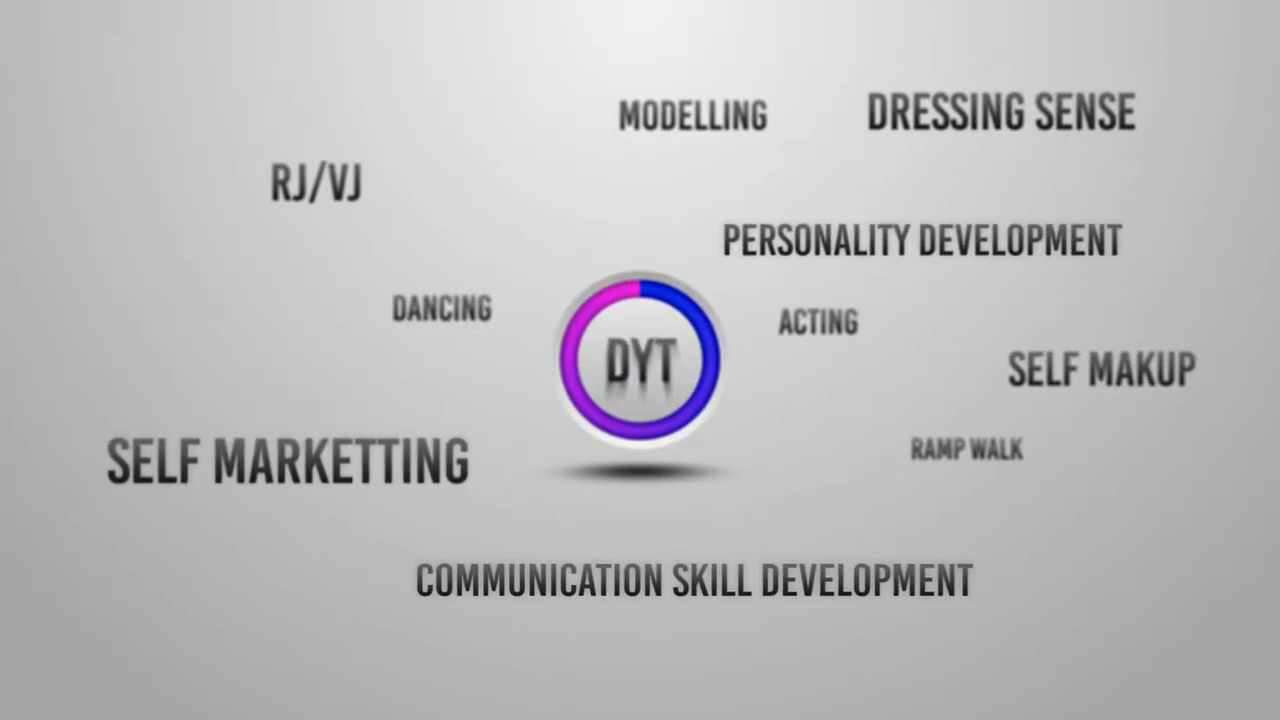 MODELLING
DRESSING SENSE
RJ/VJ
PERSONALITY DEVELOPMENT
DANCING
ACTING
DYT
SELF MAKUP
SELF MARKETTING
RAMP WALK
COMMUNICATION SKILL DEVELOPMENT